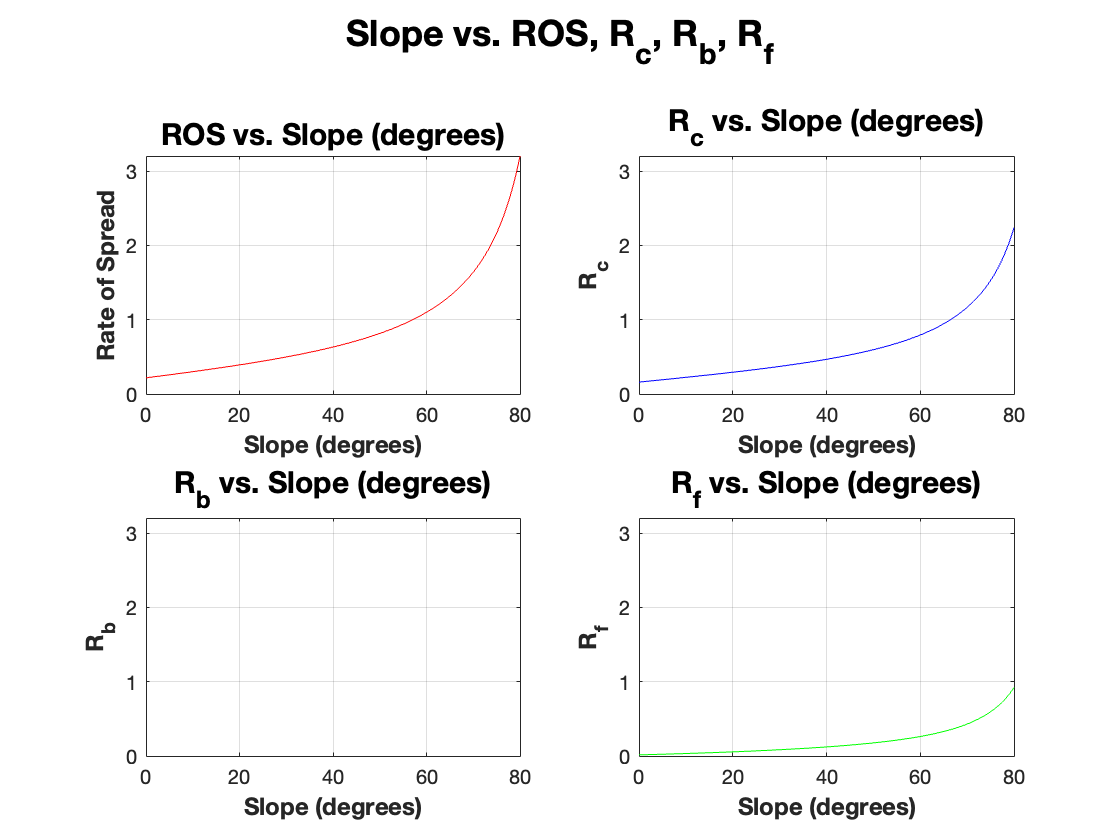 Slope vs. ROS, R_c, R_b, R_f
ROS vs. Slope (degrees)
Rate of Spread
3
2
1
0
0 20 40 60 80
Slope (degrees)
R_c vs. Slope (degrees)
R_c
3
2
1
0
0 20 40 60 80
Slope (degrees)
R_b vs. Slope (degrees)
R_b
3
2
1
0
0 20 40 60 80
Slope (degrees)
R_f vs. Slope (degrees)
R_f
3
2
1
0
0 20 40 60 80
Slope (degrees)